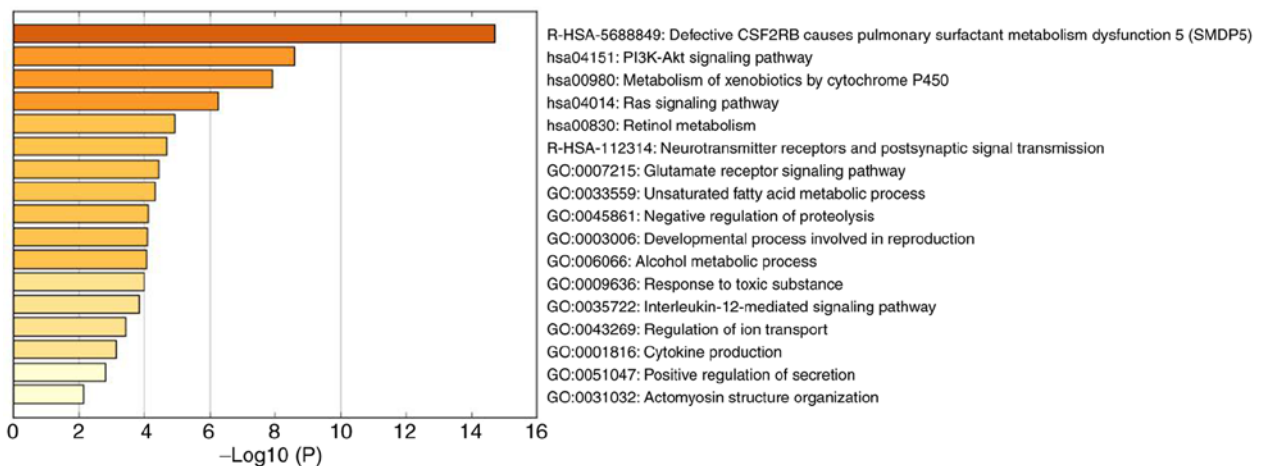 R-HSA-5688849: Defective CSF2RB causes pulmonary surfactant metabolism dysfunction 5 (SMDP5)
hsa04151: PI3K-Akt signaling pathway
hsa00980: Metabolism of xenobiotics by cytochrome P450
hsa04014: Ras signaling pathway
hsa00830: Retinol metabolism
R-HSA-112314: Neurotransmitter receptors and postsynaptic signal transmission
GO:0007215: Glutamate receptor signaling pathway
GO:0033559: Unsaturated fatty acid metabolic process
GO:0045861: Negative regulation of proteolysis
GO:0003006: Developmental process involved in reproduction
GO:006066: Alcohol metabolic process
GO:0009636: Response to toxic substance
GO:0035722: Interleukin-12-mediated signaling pathway
GO:0043269: Regulation of ion transport
GO:0001816: Cytokine production
GO:0051047: Positive regulation of secretion
GO:0031032: Actomyosin structure organization
0 2 4 6 8 10 12 14 16
−Log10 (P)